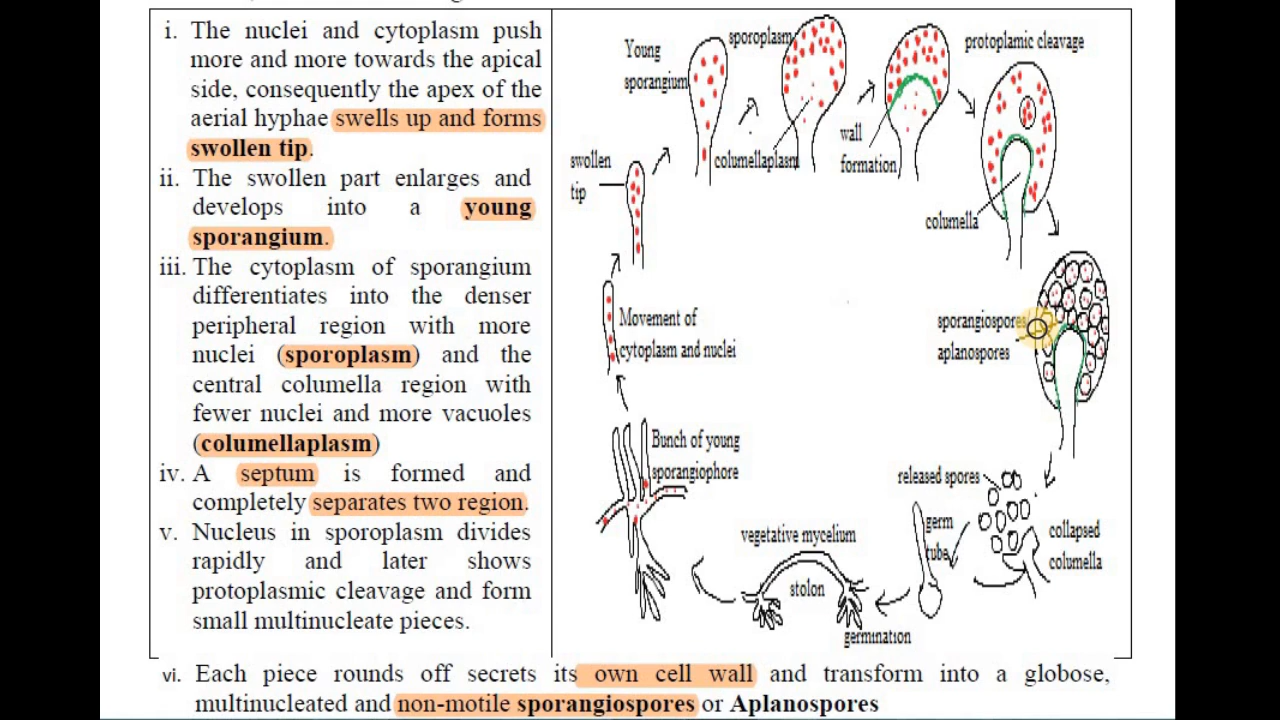 i. The nuclei and cytoplasm push
more and more towards the apical
side, consequently the apex of the
aerial hyphae swells up and forms
swollen tip.
ii. The swollen part enlarges and
develops into a young
sporangium.
iii. The cytoplasm of sporangium
differentiates into the denser
peripheral region with more
nuclei (sporoplasm) and the
central columella region with
fewer nuclei and more vacuoles
(columellaplasm)
iv. A septum is formed and
completely separates two region.
v. Nucleus in sporoplasm divides
rapidly and later shows
protoplasmic cleavage and form
small multinucleate pieces.
Young
sporangium
sporoplasm
columellaplasm
wall
formation
protoplamic cleavage
columella
swollen
tip
Movement of
cytoplasm and nuclei
sporangiospores
aplanospores
Bunch of young
sporangiophore
released spores
collapsed
columella
germ
tube
vegetative mycelium
stolon
germination
vi. Each piece rounds off secrets its own cell wall and transform into a globose,
multinucleated and non-motile sporangiospores or Aplanospores